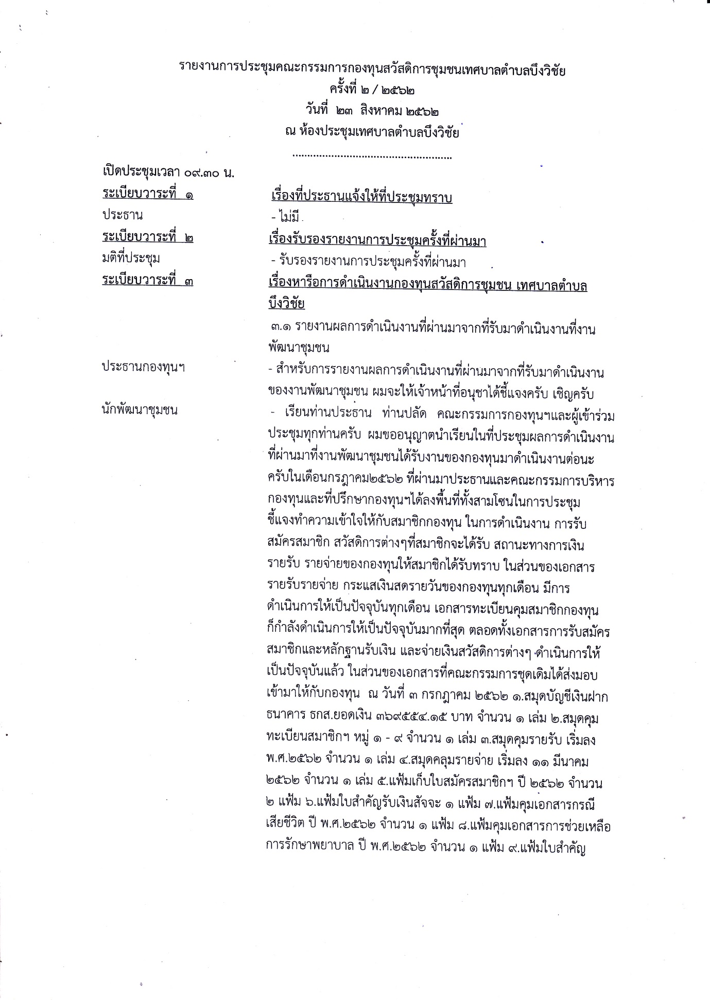 รายงานการประชุมคณะกรรมการกองทุนสวัสดิการชุมชนเทศบาลตำบลบึงวิชัย
ครั้งที่ ๒ / ๒๕๖๒
วันที่ ๒๓ สิงหาคม ๒๕๖๒
ณ ห้องประชุมเทศบาลตำบลบึงวิชัย
......................................................
เปิดประชุมเวลา ๐๙.๓๐ น.
ระเบียบวาระที่ ๑ เรื่องที่ประธานแจ้งให้ที่ประชุมทราบ
ประธาน - ไม่มี
ระเบียบวาระที่ ๒ เรื่องรับรองรายงานการประชุมครั้งที่ผ่านมา
มติที่ประชุม - รับรองรายงานการประชุมครั้งที่ผ่านมา
ระเบียบวาระที่ ๓ เรื่องหารือการดำเนินงานกองทุนสวัสดิการชุมชน เทศบาลตำบล
บึงวิชัย
๓.๑ รายงานผลการดำเนินงานที่ผ่านมาจากที่รับมาดำเนินงานที่งาน
พัฒนาชุมชน
ประธานกองทุนฯ - สำหรับการรายงานผลการดำเนินงานที่ผ่านมาจากที่รับมาดำเนินงาน
ของงานพัฒนาชุมชน ผมจะให้เจ้าหน้าที่อนุชาได้ชี้แจงครับ เชิญครับ
นักพัฒนาชุมชน - เรียนท่านประธาน ท่านปลัด คณะกรรมการกองทุนฯและผู้เข้าร่วม
ประชุมทุกท่านครับ ผมขออนุญาตนำเรียนในที่ประชุมผลการดำเนินงาน
ที่ผ่านมาที่งานพัฒนาชุมชนได้รับงานของกองทุนมาดำเนินงานต่อนะ
ครับในเดือนกรฎาคม๒๕๖๒ ที่ผ่านมาประธานและคณะกรรมการบริหาร
กองทุนและที่ปรึกษากองทุนฯได้ลงพื้นที่ทั้งสามโซนในการประชุม
ชี้แจงทำความเข้าใจให้กับสมาชิกกองทุน ในการดำเนินงาน การรับ
สมัครสมาชิก สวัสดิการต่างๆที่สมาชิกจะได้รับ สถานะทางการเงิน
รายรับ รายจ่ายของกองทุนให้สมาชิกได้รับทราบ ในส่วนของเอกสาร
รายรับรายจ่าย กระแสเงินสดรายวันของกองทุนทุกเดือน มีการ
ดำเนินการให้เป็นปัจจุบันทุกเดือน เอกสารทะเบียนคุมสมาชิกกองทุน
ก็กำลังดำเนินการให้เป็นปัจจุบันมากที่สุด ตลอดทั้งเอกสารการรับสมัคร
สมาชิกและหลักฐานรับเงิน และจ่ายเงินสวัสดิการต่างๆ ดำเนินการให้
เป็นปัจจุบันแล้ว ในส่วนของเอกสารที่คณะกรรมการชุดเดิมได้ส่งมอบ
เข้ามาให้กับกองทุน ณ วันที่ ๓ กรกฎาคม ๒๕๖๒ ๑.สมุดบัญชีเงินฝาก
ธนาคาร ธกส.ยอดเงิน ๓๖๙๕๕๔.๑๕ บาท จำนวน ๑ เล่ม ๒.สมุดคุม
ทะเบียนสมาชิกฯ หมู่ ๑ - ๙ จำนวน ๑ เล่ม ๓.สมุดคุมรายรับ เริ่มลง
พ.ศ.๒๕๖๒ จำนวน ๑ เล่ม ๔.สมุดคลุมรายจ่าย เริ่มลง ๑๑ มีนาคม
๒๕๖๒ จำนวน ๑ เล่ม ๕.แฟ้มเก็บใบสมัครสมาชิกฯ ปี ๒๕๖๒ จำนวน
๒ แฟ้ม ๖.แฟ้มใบสำคัญรับเงินสัจจะ ๑ แฟ้ม ๗.แฟ้มคุมเอกสารกรณี
เสียชีวิต ปี พ.ศ.๒๕๖๒ จำนวน ๑ แฟ้ม ๘.แฟ้มคุมเอกสารการช่วยเหลือ
การรักษาพยาบาล ปี พ.ศ.๒๕๖๒ จำนวน ๑ แฟ้ม ๙.แฟ้มใบสำคัญ